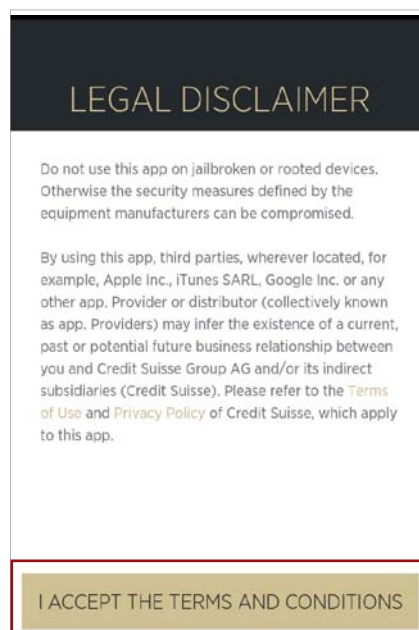 LEGAL DISCLAIMER
Do not use this app on jailbroken or rooted devices.
Otherwise the security measures defined by the
equipment manufacturers can be compromised.
By using this app, third parties, wherever located, for
example, Apple Inc., iTunes SARL, Google Inc. or any
other app. Provider or distributor (collectively known
as app. Providers) may infer the existence of a current,
past or potential future business relationship between
you and Credit Suisse Group AG and/or its indirect
subsidiaries (Credit Suisse). Please refer to the Terms
of Use and Privacy Policy of Credit Suisse, which apply
to this app.
I ACCEPT THE TERMS AND CONDITIONS